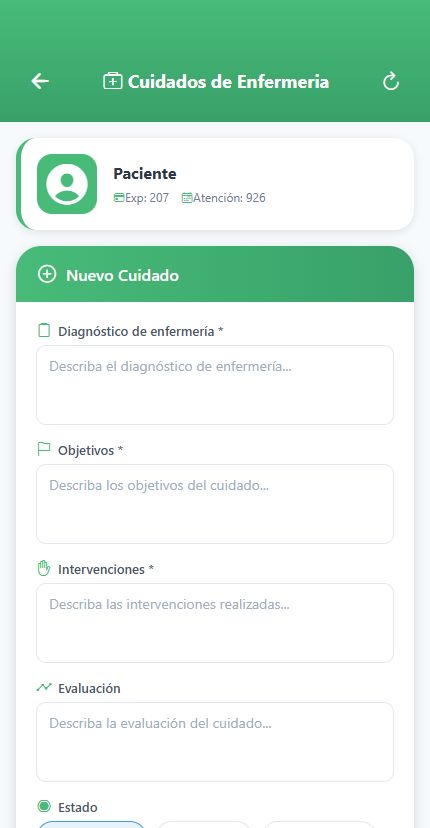 Cuidados de Enfermeria
Paciente
Exp: 207 Atención: 926
Nuevo Cuidado
Diagnóstico de enfermería *
Describa el diagnóstico de enfermería...
Objetivos *
Describa los objetivos del cuidado...
Intervenciones *
Describa las intervenciones realizadas...
Evaluación
Describa la evaluación del cuidado...
Estado